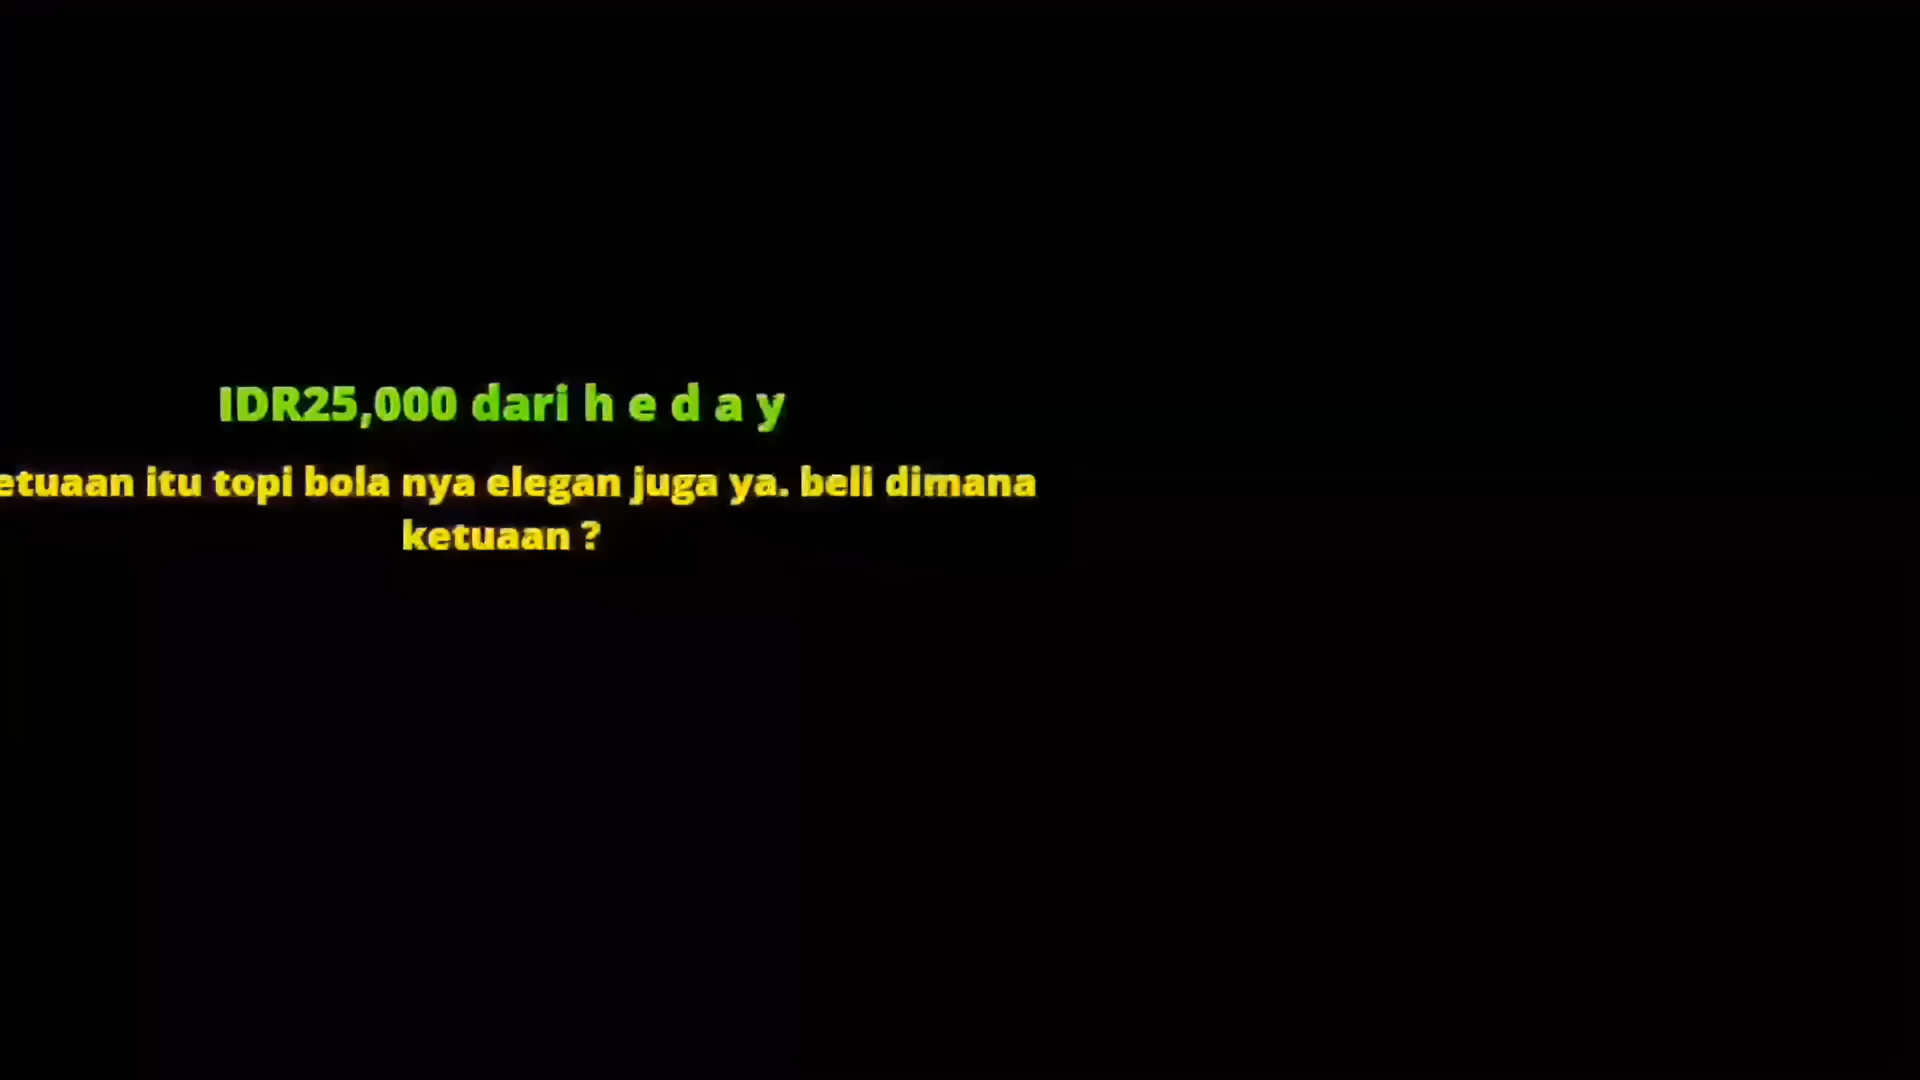 IDR25,000 dari h e d a y
etuaan itu topi bola nya elegan juga ya. beli dimana
ketuaan ?